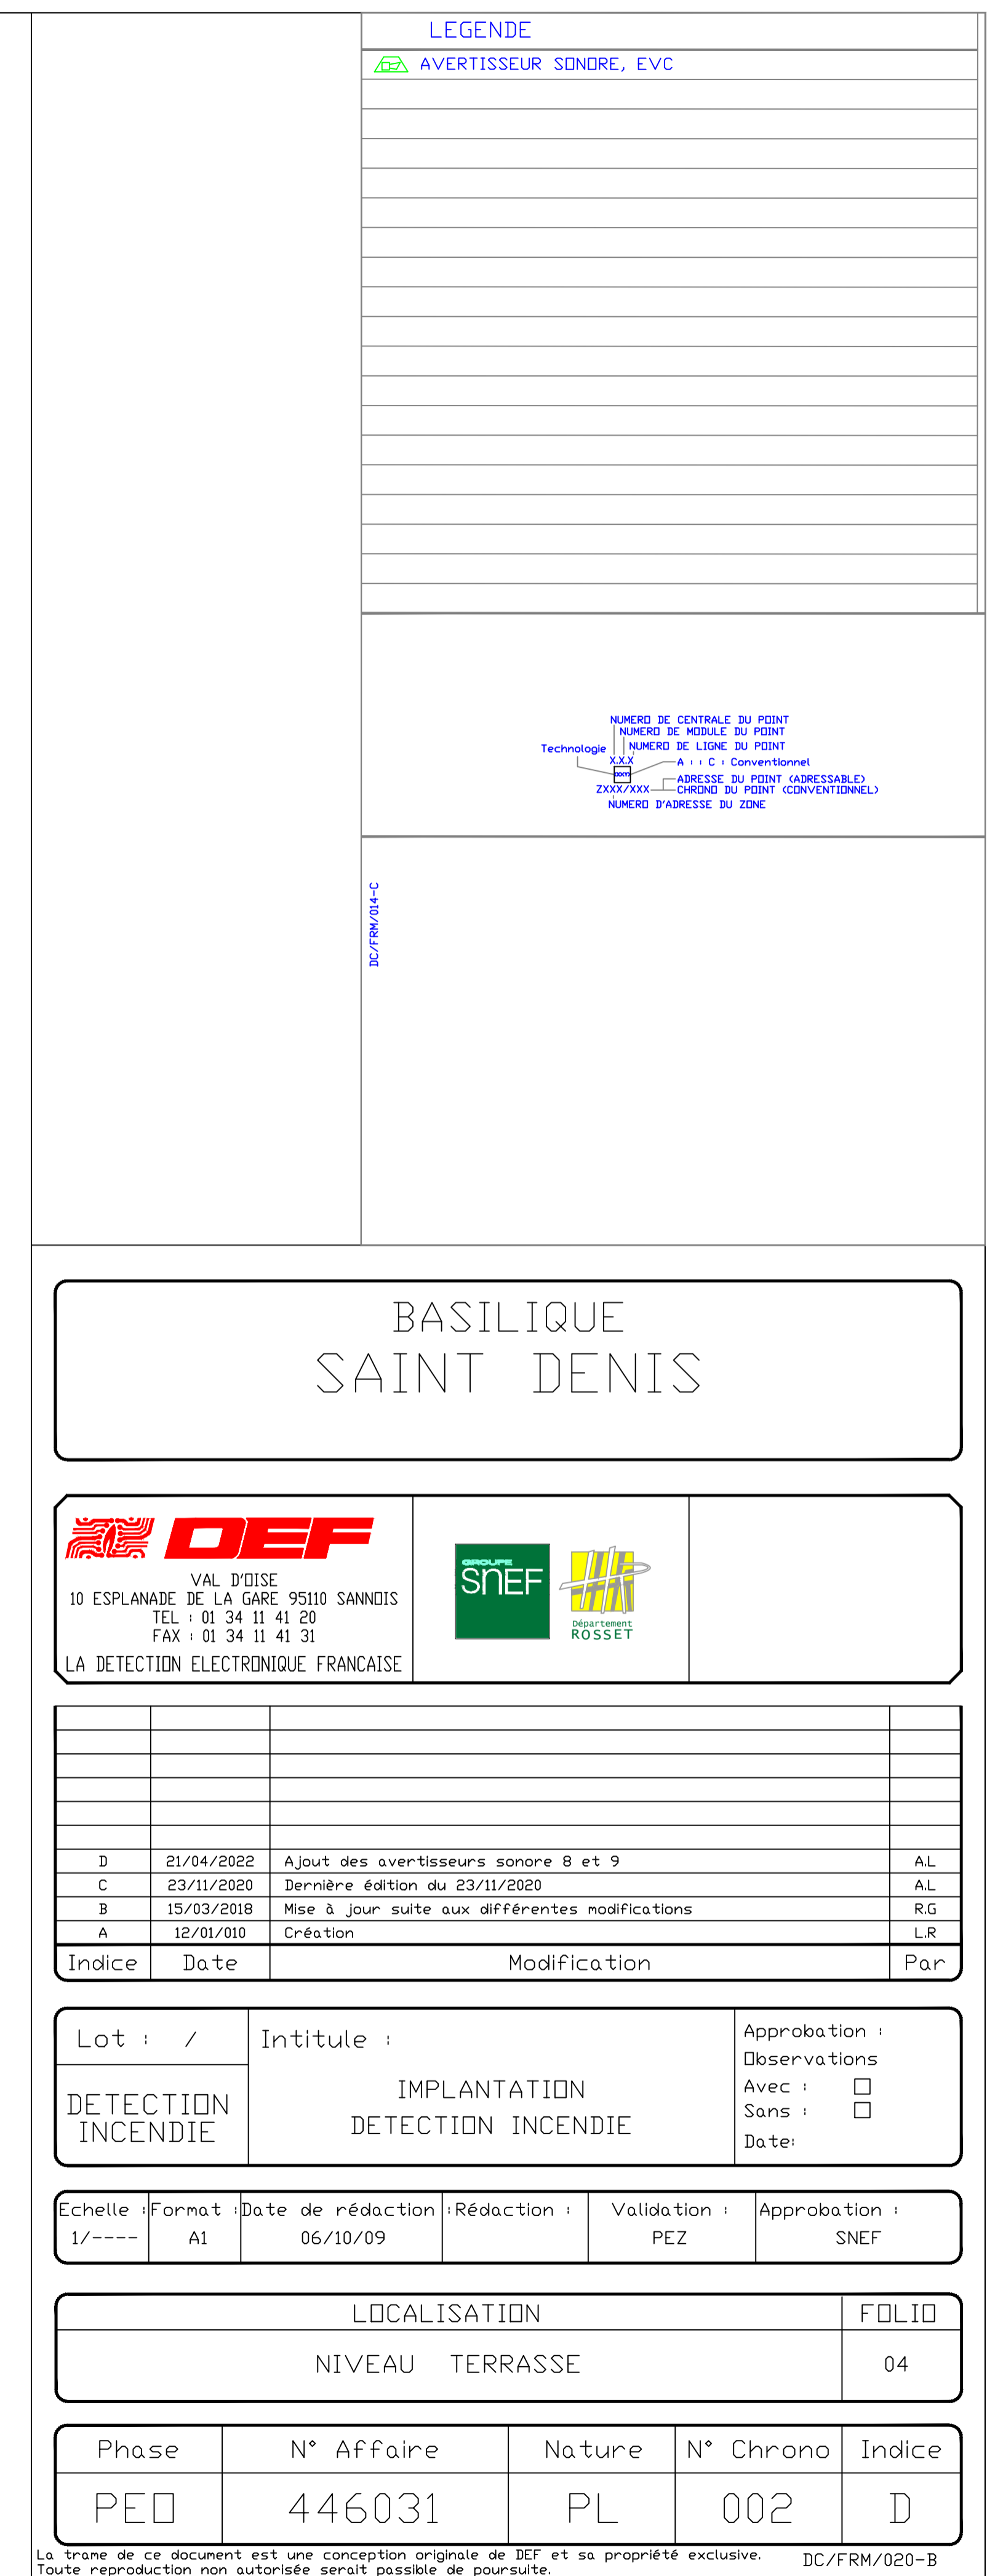 LEGENDE
AVERTISSEUR SONORE, EVC
NUMERO DE CENTRALE DU POINT
NUMERO DE MODULE DU POINT
Technologie
NUMERO DE LIGNE DU POINT
X.X.X
A : : C : Conventionnel
ADRESSE DU POINT (ADRESSABLE)
ZXXX/XXX
CHRONO DU POINT (CONVENTIONNEL)
NUMERO D'ADRESSE DU ZONE
DC/FRM/014-C
BASILIQUE
SAINT DENIS
DEF
VAL D'OISE
10 ESPLANADE DE LA GARE 95110 SANNOIS
TEL : 01 34 11 41 20
FAX : 01 34 11 41 31
LA DETECTION ELECTRONIQUE FRANCAISE
GROUPE
SNEF
Département
ROSSET
D 21/04/2022 Ajout des avertisseurs sonore 8 et 9 A.L
C 23/11/2020 Dernière édition du 23/11/2020 A.L
B 15/03/2018 Mise à jour suite aux différentes modifications R.G
A 12/01/010 Création L.R
Indice Date Modification Par
Lot : /
DETECTION
INCENDIE
Intitule :
IMPLANTATION
DETECTION INCENDIE
Approbation :
Observations
Avec :
Sans :
Date:
Echelle : Format : Date de rédaction : Rédaction : Validation : Approbation :
1/---- A1 06/10/09 PEZ SNEF
LOCALISATION FOLIO
NIVEAU TERRASSE 04
Phase N° Affaire Nature N° Chrono Indice
PEO 446031 PL 002 D
La trame de ce document est une conception originale de DEF et sa propriété exclusive.
Toute reproduction non autorisée serait passible de poursuite.
DC/FRM/020-B